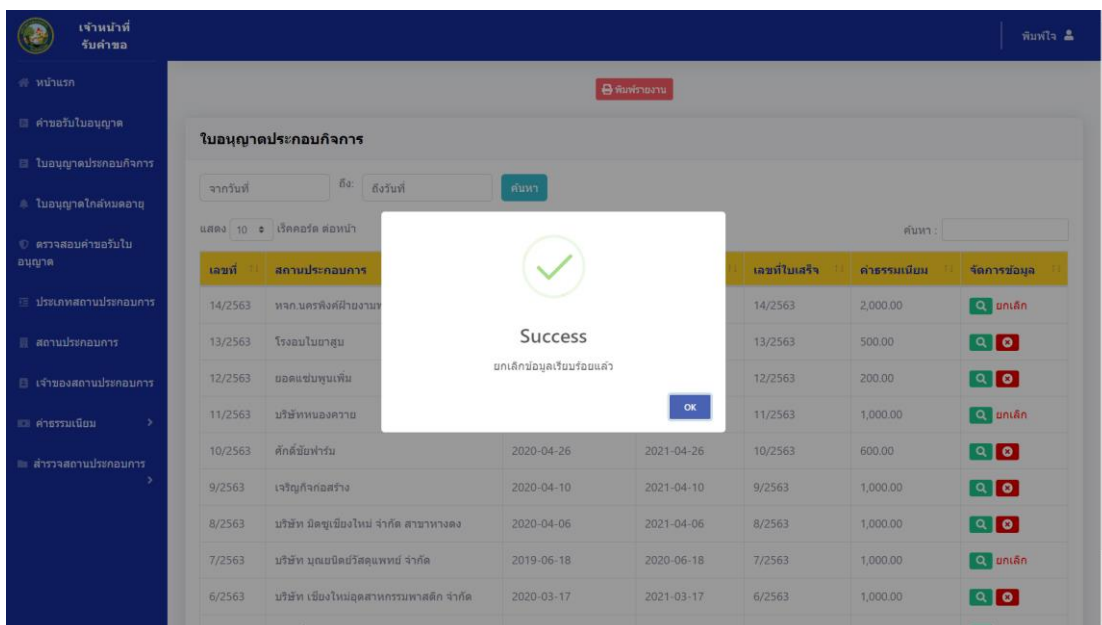 เจ้าหน้าที่
รับคำขอ
พิมพ์ใจ
หน้าแรก
คำขอรับใบอนุญาต
ใบอนุญาตประกอบกิจการ
ใบอนุญาตใกล้หมดอายุ
ตรวจสอบคำขอรับใบ
อนุญาต
ประเภทสถานประกอบการ
สถานประกอบการ
เจ้าของสถานประกอบการ
ค่าธรรมเนียม
สำรวจสถานประกอบการ
พิมพ์รายงาน
ใบอนุญาตประกอบกิจการ
จากวันที่ ถึง: ถึงวันที่ ค้นหา
แสดง 10 เร็คคอร์ด ต่อหน้า ค้นหา :
เลขที่ สถานประกอบการ เลขที่ใบเสร็จ ค่าธรรมเนียม จัดการข้อมูล
14/2563 หจก.นครพิงค์ฝ้ายงาน 14/2563 2,000.00 ยกเลิก
13/2563 โรงอบใบยาสูบ 13/2563 500.00
12/2563 ยอดแซ่บพูนเพิ่ม 12/2563 200.00
11/2563 บริษัทหนองควาย 11/2563 1,000.00 ยกเลิก
10/2563 ศักดิ์ชัยฟาร์ม 2020-04-26 2021-04-26 10/2563 600.00
9/2563 เจริญกิจก่อสร้าง 2020-04-10 2021-04-10 9/2563 1,000.00
8/2563 บริษัท มิตซูเชียงใหม่ จำกัด สาขาหางดง 2020-04-06 2021-04-06 8/2563 1,000.00
7/2563 บริษัท บุณยนิตย์วัสดุแพทย์ จำกัด 2019-06-18 2020-06-18 7/2563 1,000.00 ยกเลิก
6/2563 บริษัท เชียงใหม่อุตสาหกรรมพาสติก จำกัด 2020-03-17 2021-03-17 6/2563 1,000.00
Success
ยกเลิกข้อมูลเรียบร้อยแล้ว
OK